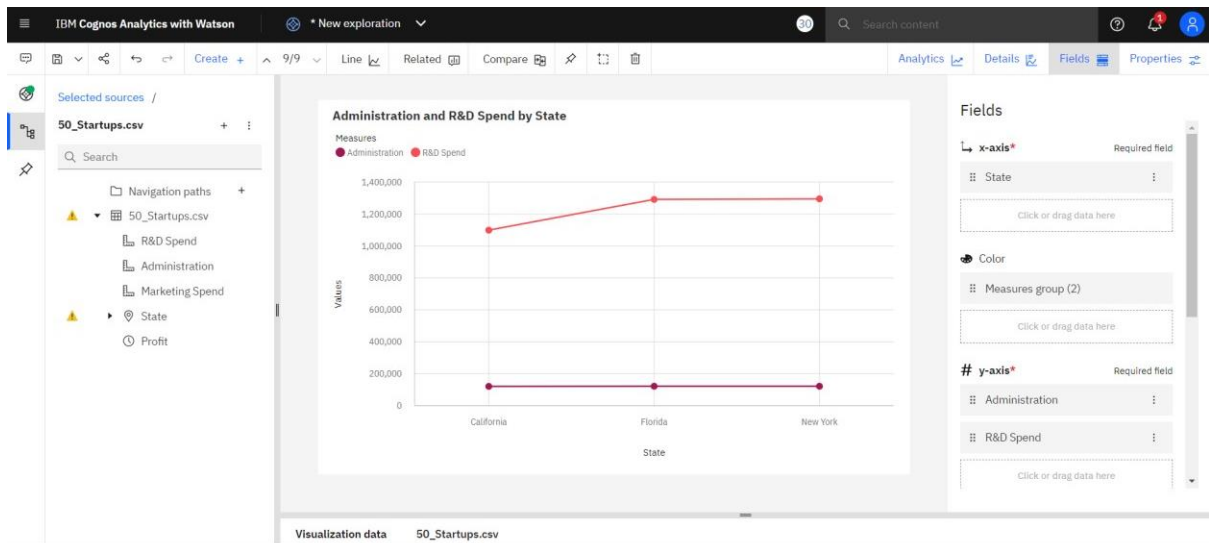 IBM Cognos Analytics with Watson
* New exploration
30
Search content
1
Create +
9/9
Line
Related
Compare
Analytics
Details
Fields
Properties
Selected sources /
50_Startups.csv
Search
Navigation paths
50_Startups.csv
R&D Spend
Administration
Marketing Spend
State
Profit
Administration and R&D Spend by State
Measures
Administration R&D Spend
1,400,000
1,200,000
1,000,000
800,000
600,000
400,000
200,000
0
Values
California Florida New York
State
Fields
x-axis* Required field
State
Click or drag data here
Color
Measures group (2)
Click or drag data here
# y-axis* Required field
Administration
R&D Spend
Click or drag data here
Visualization data 50_Startups.csv